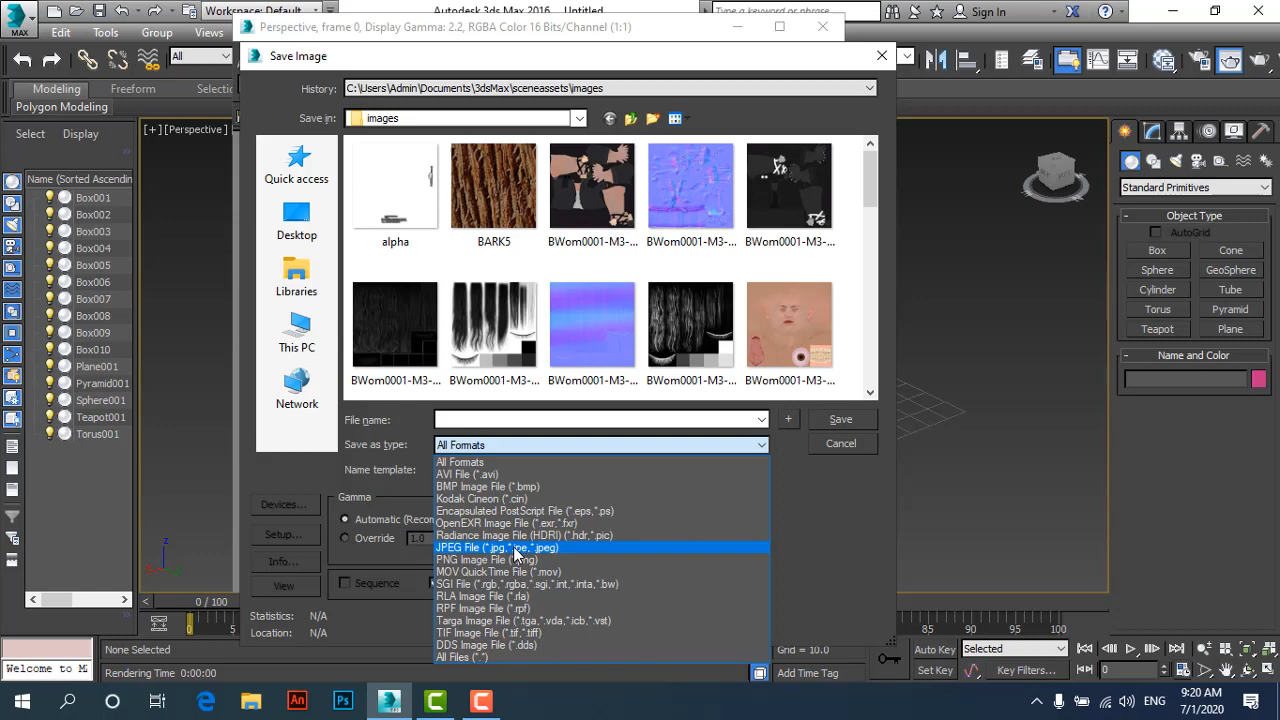 Workspace: Default
Autodesk 3ds Max 2016
Untitled.max
Type a keyword or phrase
Sign In
MAX
Edit
Tools
Group
Views
Perspective, frame 0, Display Gamma: 2.2, RGBA Color 16 Bits/Channel (1:1)
Save Image
All
Modeling
Freeform
Polygon Modeling
Select
Display
[+] [Perspective]
Box001
Box002
Box003
Box004
Box005
Box006
Box007
Box008
Box009
Box010
Plane001
Pyramid001
Sphere001
Teapot001
Torus001
History:
C:\Users\Admin\Documents\3dsMax\sceneassets\images
Save in:
images
Quick access
Desktop
Libraries
This PC
Network
alpha
BARK5
BWom0001-M3-...
BWom0001-M3-...
BWom0001-M3-...
BWom0001-M3-...
BWom0001-M3-...
BWom0001-M3-...
BWom0001-M3-...
BWom0001-M3-...
File name:
+
Save
Save as type:
All Formats
Cancel
Name template:
All Formats
AVI File (*.avi)
BMP Image File (*.bmp)
Kodak Cineon (*.cin)
Encapsulated PostScript File (*.eps,*.ps)
OpenEXR Image File (*.exr,*.fxr)
Radiance Image File (HDRI) (*.hdr,*.pic)
JPEG File (*.jpg,*.jpe,*.jpeg)
PNG Image File (*.png)
MOV QuickTime File (*.mov)
SGI File (*.rgb,*.rgba,*.sgi,*.int,*.inta,*.bw)
RLA Image File (*.rla)
RPF Image File (*.rpf)
Targa Image File (*.tga,*.vda,*.icb,*.vst)
TIF Image File (*.tif,*.tiff)
DDS Image File (*.dds)
All Files (*.*)
Devices...
Setup...
Info...
View
Gamma
Override
1.0
Sequence
Statistics:
N/A
Location:
N/A
Standard Primitives
Object Type
AutoGrid
Box
Cone
Sphere
GeoSphere
Cylinder
Tube
Torus
Pyramid
Teapot
Plane
Name and Color
0 / 100
0
5
85
90
95
100
Welcome to M
None Selected
Rendering Time 0:00:00
Grid = 10.0
Add Time Tag
Auto Key
Selected
Set Key
Key Filters...
0
An
Ps
ENG
5:20 AM
7/1/2020